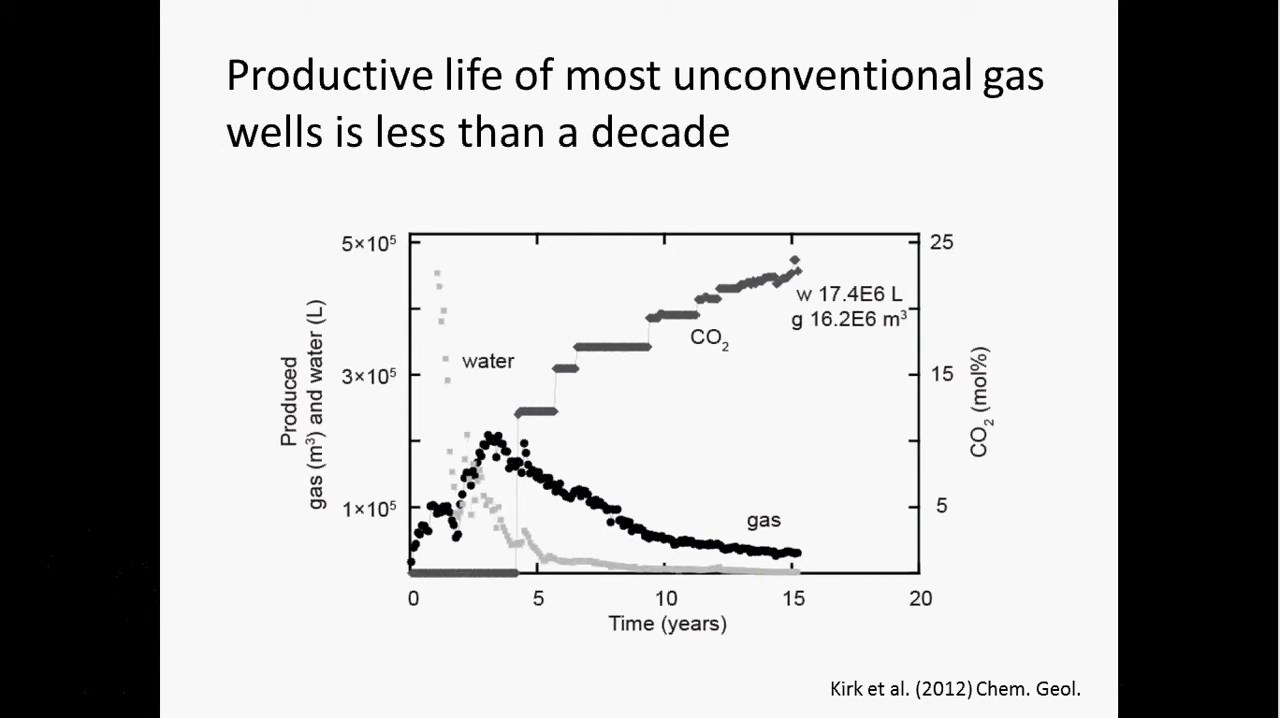 Productive life of most unconventional gas
wells is less than a decade
5×10⁵
3×10⁵
1×10⁵
Produced
gas (m³) and water (L)
25
15
5
CO₂ (mol%)
w 17.4E6 L
g 16.2E6 m³
CO₂
water
gas
0
5
10
15
20
Time (years)
Kirk et al. (2012) Chem. Geol.